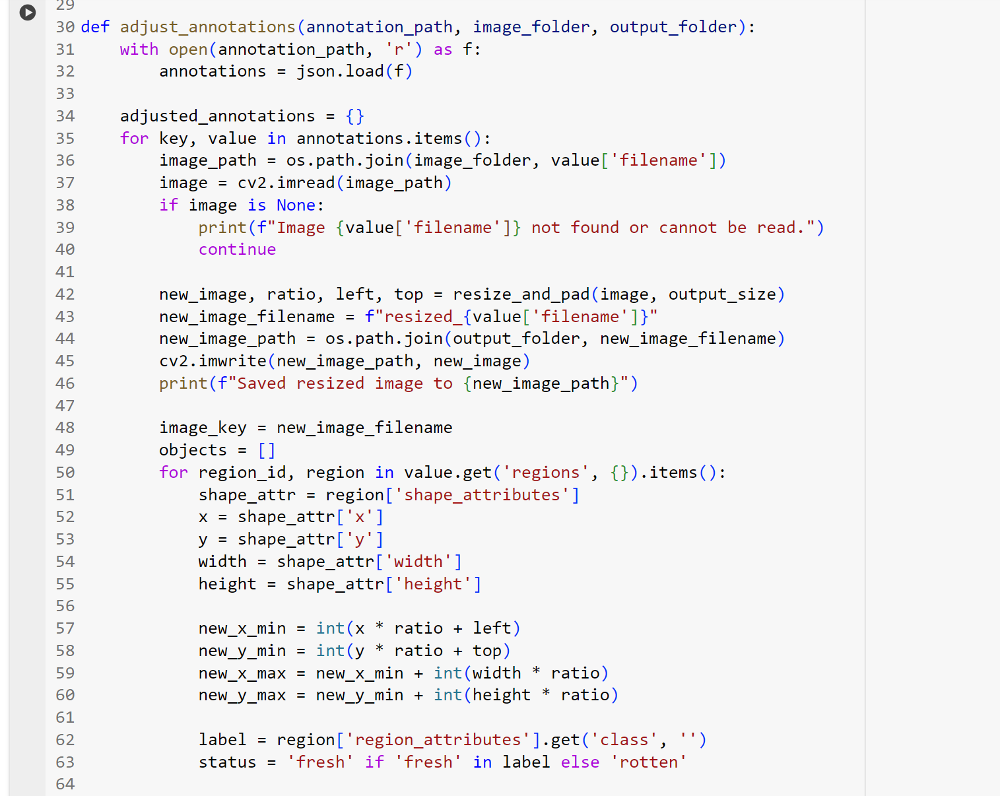 29
30 def adjust_annotations(annotation_path, image_folder, output_folder):
31     with open(annotation_path, 'r') as f:
32         annotations = json.load(f)
33
34     adjusted_annotations = {}
35     for key, value in annotations.items():
36         image_path = os.path.join(image_folder, value['filename'])
37         image = cv2.imread(image_path)
38         if image is None:
39             print(f"Image {value['filename']} not found or cannot be read.")
40             continue
41
42         new_image, ratio, left, top = resize_and_pad(image, output_size)
43         new_image_filename = f"resized_{value['filename']}"
44         new_image_path = os.path.join(output_folder, new_image_filename)
45         cv2.imwrite(new_image_path, new_image)
46         print(f"Saved resized image to {new_image_path}")
47
48         image_key = new_image_filename
49         objects = []
50         for region_id, region in value.get('regions', {}).items():
51             shape_attr = region['shape_attributes']
52             x = shape_attr['x']
53             y = shape_attr['y']
54             width = shape_attr['width']
55             height = shape_attr['height']
56
57             new_x_min = int(x * ratio + left)
58             new_y_min = int(y * ratio + top)
59             new_x_max = new_x_min + int(width * ratio)
60             new_y_max = new_y_min + int(height * ratio)
61
62             label = region['region_attributes'].get('class', '')
63             status = 'fresh' if 'fresh' in label else 'rotten'
64